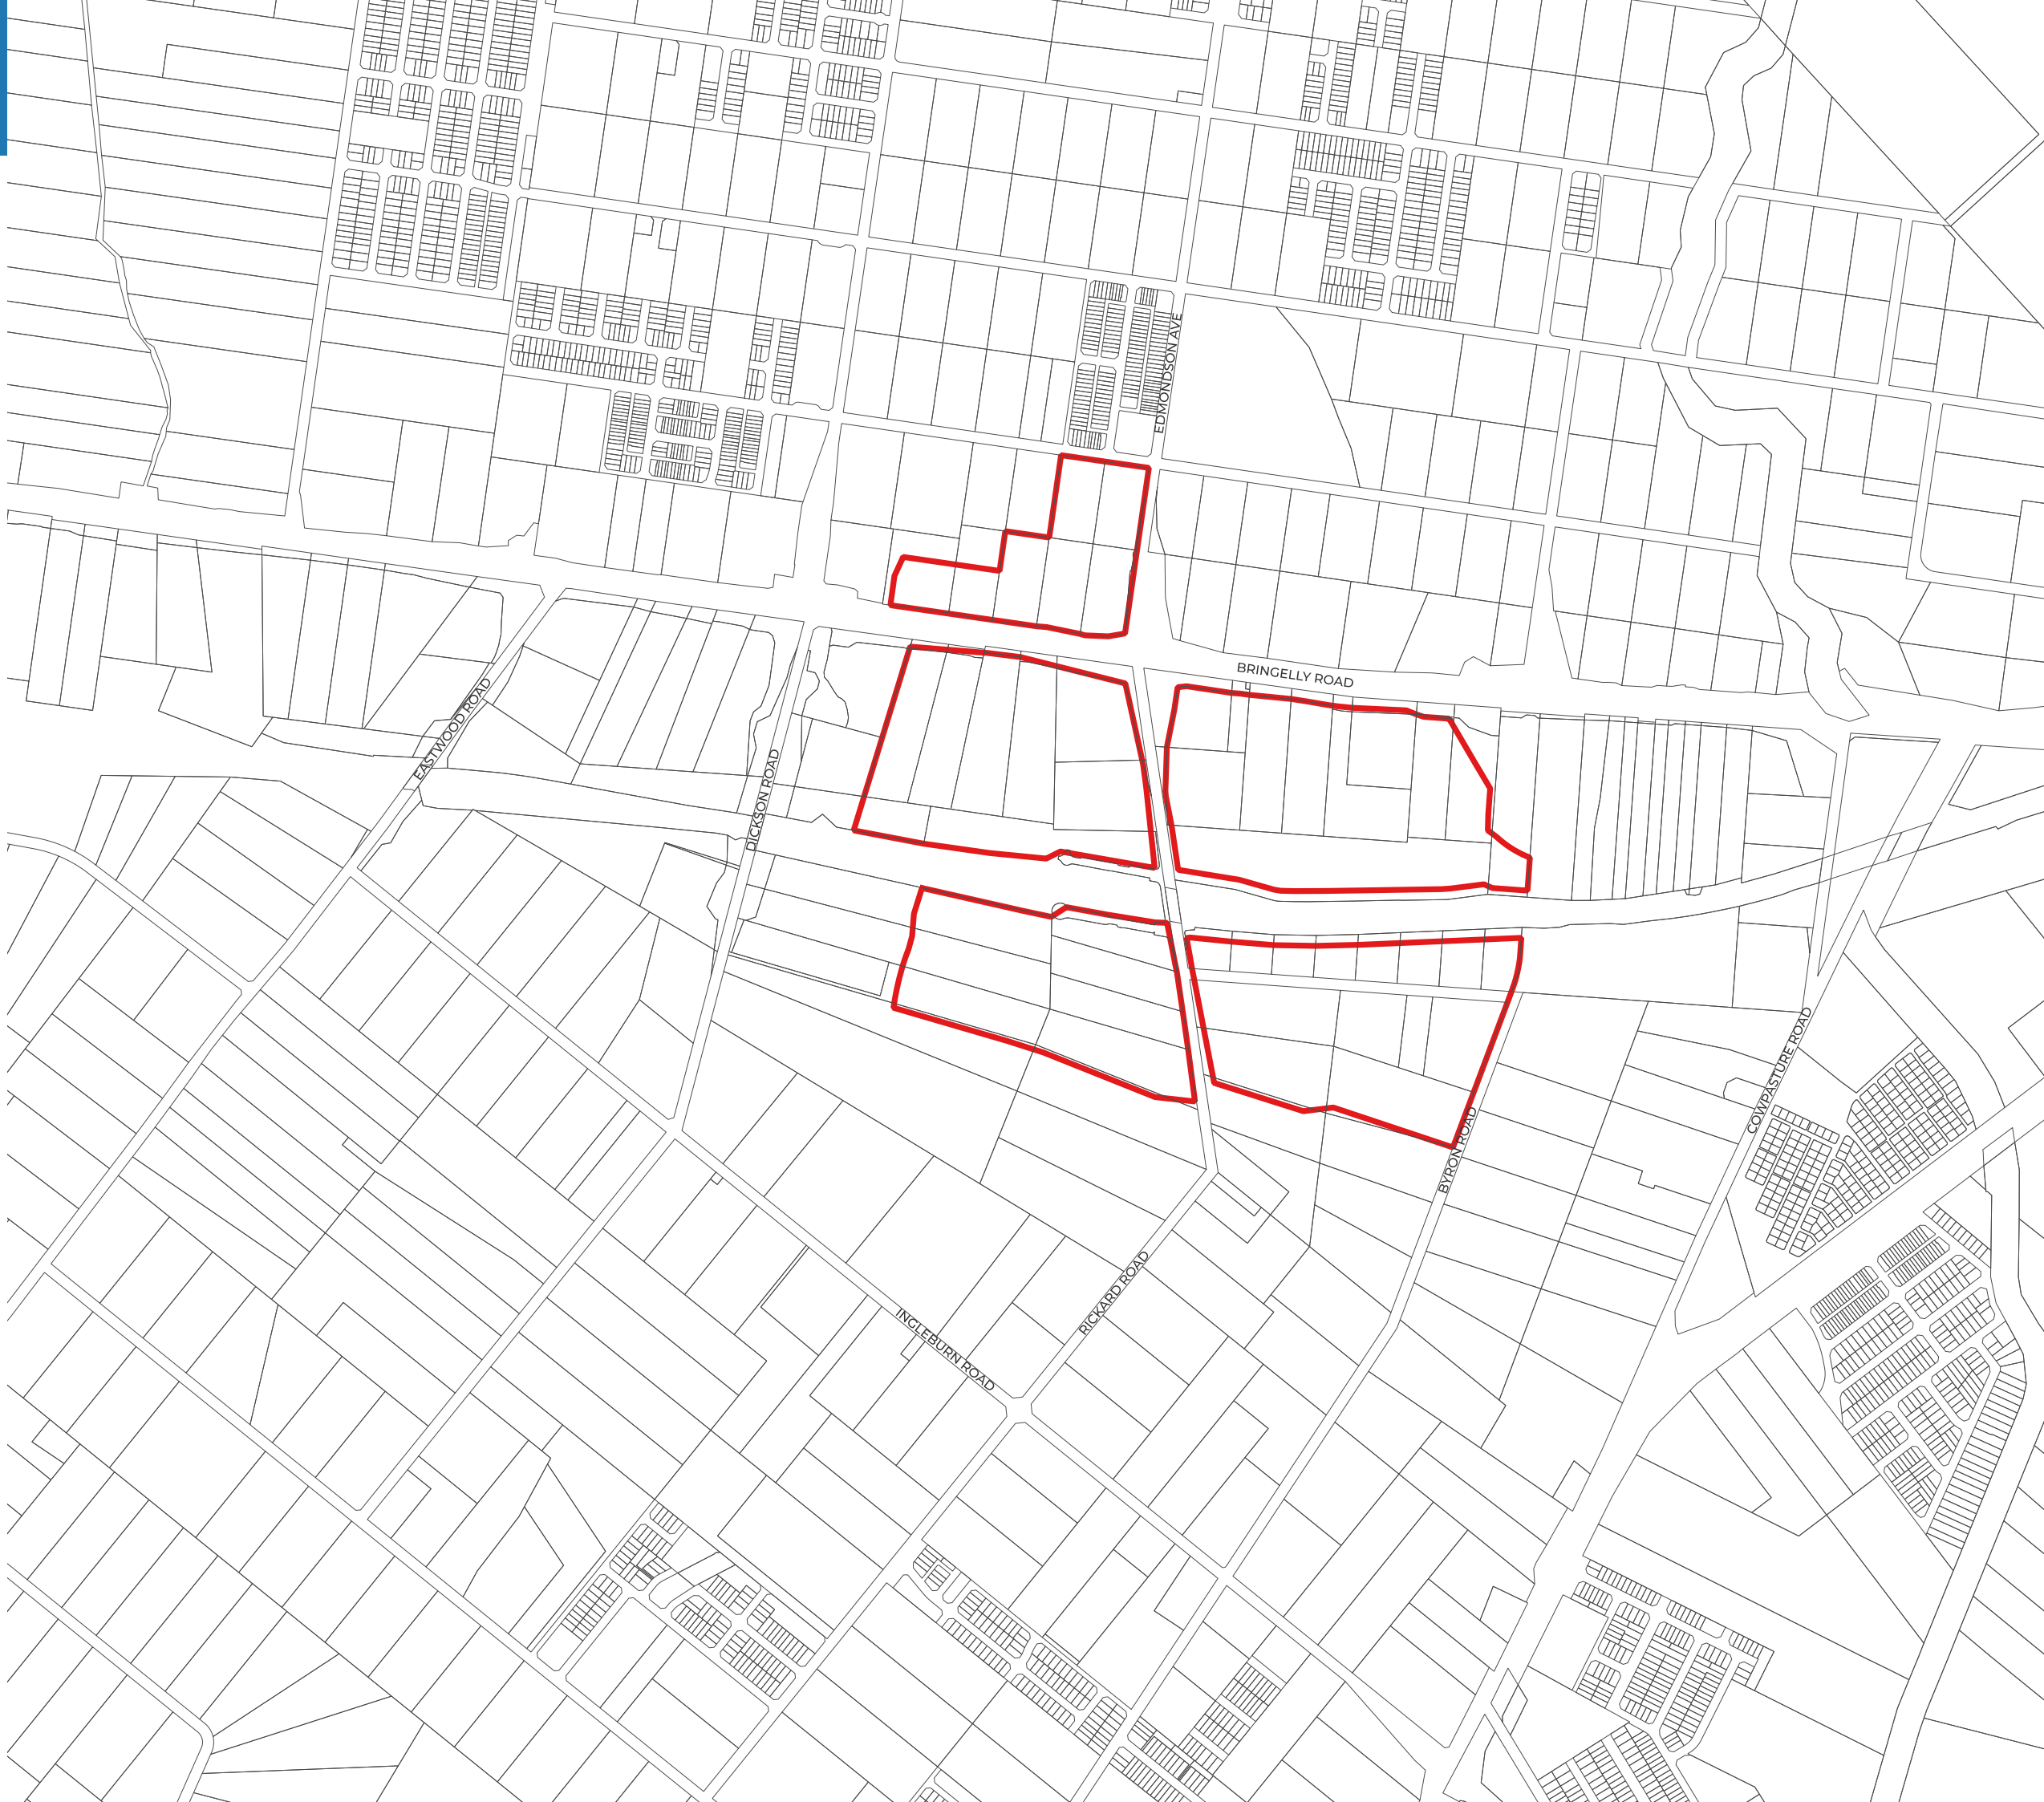 EDMONDSON AVE
BRINGELLY ROAD
EASTWOOD ROAD
DICKSON ROAD
COWPASTURE ROAD
BYRON ROAD
RICKARD ROAD
INGLEBURN ROAD